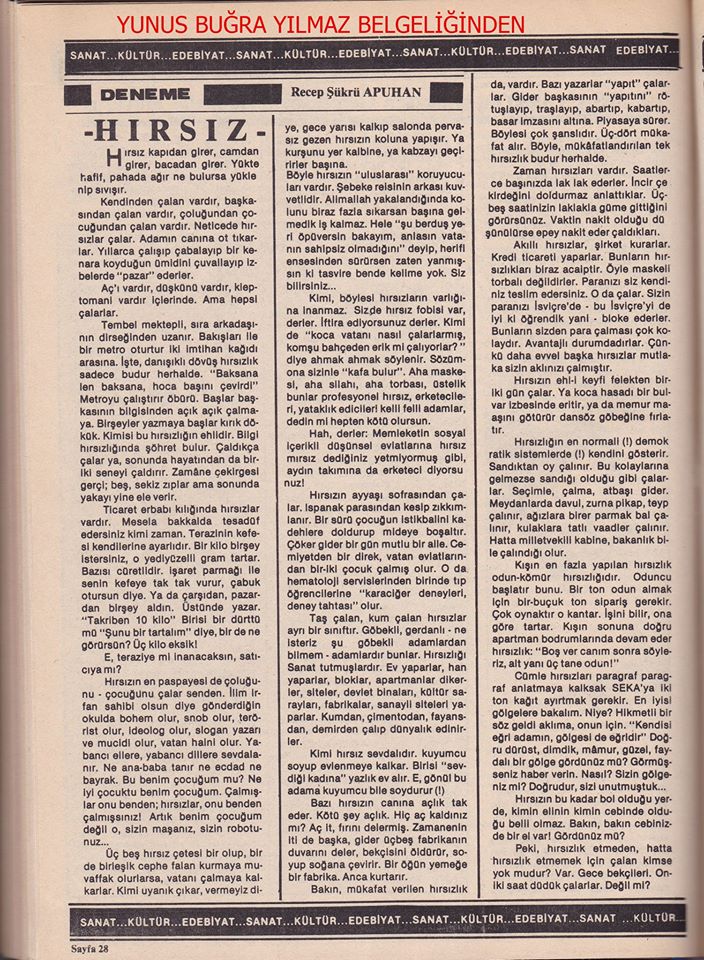 YUNUS BUĞRA YILMAZ BELGELİĞİNDEN
SANAT...KÜLTÜR...EDEBİYAT...SANAT...KÜLTÜR...EDEBİYAT...SANAT...KÜLTÜR...EDEBİYAT...SANAT EDEBİYAT...
DENEME
Recep Şükrü APUHAN
-HIRSIZ-
Hırsız kapıdan girer, camdan
girer, bacadan girer. Yükte
hafif, pahada ağır ne bulursa yükle
nip sıvışır.
Kendinden çalan vardır, başka-
sından çalan vardır, çoluğundan ço-
cuğundan çalan vardır. Neticede hır-
sızlar çalar. Adamın canına ot tıkar-
lar. Yıllarca çalışıp çabalayıp bir ke-
nara koyduğun ümidini çuvallayıp iz-
belerde "pazar" ederler.
Aç'ı vardır, düşkünü vardır, klep-
tomani vardır içlerinde. Ama hepsi
çalarlar.
Tembel mektepli, sıra arkadaşı-
nın dirseğinden uzanır. Bakışları ile
bir metro oturtur iki imtihan kağıdı
arasına. İşte, danışıklı dövüş hırsızlık
sadece budur herhalde. "Baksana
len baksana, hoca başını çevirdi"
Metroyu çalıştırır öbürü. Başlar baş-
kasının bilgisinden açık açık çalma-
ya. Birşeyler yazmaya başlar kırık dö-
kük. Kimisi bu hırsızlığın ehlidir. Bilgi
hırsızlığında şöhret bulur. Çaldıkça
çalar ya, sonunda hayatından da bir-
iki seneyi çaldırır. Zamâne çekirgesi
gerçi; beş, sekiz zıplar ama sonunda
yakayı yine ele verir.
Ticaret erbabı kılığında hırsızlar
vardır. Mesela bakkalda tesadüf
edersiniz kimi zaman. Terazinin kefe-
si kendilerine ayarlıdır. Bir kilo birşey
istersiniz, o yediyüzelli gram tartar.
Bazısı cüretlidir. işaret parmağı ile
senin kefeye tak tak vurur, çabuk
otursun diye. Ya da çarşıdan, pazar-
dan birşey aldın. Üstünde yazar.
"Takriben 10 kilo" Birisi bir dürttü
mü "Şunu bir tartalım" diye, bir de ne
görürsün? Üç kilo eksik!
E, teraziye mi inanacaksın, satı-
cıya mı?
Hırsızın en paspayesi de çoluğu-
nu - çocuğunu çalar senden. İlim ir-
fan sahibi olsun diye gönderdiğin
okulda bohem olur, snob olur, terö-
rist olur, ideolog olur, slogan yazarı
ve mucidi olur, vatan haini olur. Ya-
bancı ellere, yabancı dillere sevdala-
nır. Ne ana-baba tanır ne ecdad ne
bayrak. Bu benim çocuğum mu? Ne
iyi çocuktu benim çocuğum. Çalmış-
lar onu benden; hırsızlar, onu benden
çalmışsınız! Artık benim çocuğum
değil o, sizin maşanız, sizin robotu-
nuz...
Üç beş hırsız çetesi bir olup, bir
de birleşik cephe falan kurmaya mu-
vaffak olurlarsa, vatanı çalmaya kal-
karlar. Kimi uyanık çıkar, vermeyiz di-
ye, gece yarısı kalkıp salonda perva-
sız gezen hırsızın koluna yapışır. Ya
kurşunu yer kalbine, ya kabzayı geçi-
rirler başına.
Böyle hırsızın "uluslarası" koruyucu-
ları vardır. Şebeke reisinin arkası kuv-
vetlidir. Alimallah yakalandığında ko-
lunu biraz fazla sıkarsan başına gel-
medik iş kalmaz. Hele "şu berduş ye-
ri öpüversin bakayım, anlasın vata-
nın sahipsiz olmadığını" deyip, herifi
ensesinden sürürsen zaten yanmış-
sın ki tasvire bende kelime yok. Siz
bilirsiniz...
Kimi, böylesi hırsızların varlığı-
na inanmaz. Sizde hırsız fobisi var,
derler. İftira ediyorsunuz derler. Kimi
de "koca vatanı nasıl çalarlarmış,
komşu bahçeden erik mi çalıyorlar?"
diye ahmak ahmak söylenir. Sözüm-
ona sizinle "kafa bulur". Aha maske-
si, aha silahı, aha torbası, üstelik
bunlar profesyonel hırsız, erketecile-
ri, yataklık edicileri kelli felli adamlar,
dedin mi hepten kötü olursun.
Hah, derler: Memleketin sosyal
içerikli düşünsel evlatlarına hırsız
mırsız dediğiniz yetmiyormuş gibi,
aydın takımına da erketeci diyorsu
nuz!
Hırsızın ayyaşı sofrasından ça-
lar. Ispanak parasından kesip zıkkım-
lanır. Bir sürü çocuğun istikbalini ka-
dehlere doldurup mideye boşaltır.
Çöker gider bir gün mutlu bir aile. Ce-
miyetden bir direk, vatan evlatların-
dan bir-iki çocuk çalmış olur. O da
hematoloji servislerinden birinde tıp
öğrencilerine "karaciğer deneyleri,
deney tahtası" olur.
Taş çalan, kum çalan hırsızlar
ayrı bir sınıftır. Göbekli, gerdanlı - ne
isteriz şu göbekli adamlardan
bilmem - adamlardır bunlar. Hırsızlığı
Sanat tutmuşlardır. Ev yaparlar, han
yaparlar, bloklar, apartmanlar diker-
ler, siteler, devlet binaları, kültür sa-
rayları, fabrikalar, sanayii siteleri ya-
parlar. Kumdan, çimentodan, fayans-
dan, demirden çalıp dünyalık edinir-
ler.
Kimi hırsız sevdalıdır. kuyumcu
soyup evlenmeye kalkar. Birisi "sev-
diği kadına" yazlık ev alır. E, gönül bu
adama kuyumcu bile soydurur (!)
Bazı hırsızın canına açlık tak
eder. Kötü şey açlık. Hiç aç kaldınız
mı? Aç it, fırını delermiş. Zamanenin
iti de başka, gider üçbeş fabrikanın
duvarını deler, bekçisini öldürür, so-
yup soğana çevirir. Bir öğün yemeğe
bir fabrika. Anca kurtarır.
Bakın, mükafat verilen hırsızlık
da, vardır. Bazı yazarlar "yapıt" çalar-
lar. Gider başkasının "yapıtını" rö-
tuşlayıp, traşlayıp, abartıp, kabartıp,
basar imzasını altına. Piyasaya sürer.
Böylesi çok şanslıdır. Üç-dört müka-
fat alır. Böyle, mükâfatlandırılan tek
hırsızlık budur herhalde.
Zaman hırsızları vardır. Saatler-
ce başınızda lak lak ederler. İncir çe
kirdeğini doldurmaz anlattıkları. Üç-
beş saatinizin laklakla güme gittiğini
görürsünüz. Vaktin nakit olduğu dü
şünülürse epey nakit eder çaldıkları.
Akıllı hırsızlar, şirket kurarlar.
Kredi ticareti yaparlar. Bunların hır-
sızlıkları biraz acaiptir. Öyle maskeli
torbalı değildirler. Paranızı siz kendi-
niz teslim edersiniz. O da çalar. Sizin
paranızı İsviçre'de - bu İsviçre'yi de
iyi ki öğrendik yani - bloke ederler.
Bunların sizden para çalması çok ko-
laydır. Avantajlı durumdadırlar. Çün-
kü daha evvel başka hırsızlar mutla-
ka sizin aklınızı çalmıştır.
Hırsızın ehl-i keyfi felekten bir-
iki gün çalar. Ya koca hasadı bir bul-
var izbesinde eritir, ya da memur ma-
aşını götürür dansöz göbeğine fırla-
tır.
Hırsızlığın en normali (!) demok
ratik sistemlerde (!) kendini gösterir.
Sandıktan oy çalınır. Bu kolaylarına
gelmezse sandığı olduğu gibi çalar-
lar. Seçimle, çalma, atbaşı gider.
Meydanlarda davul, zurna pikap, teyp
çalınır, ağızlara birer parmak bal ça-
lınır, kulaklara tatlı vaadler çalınır.
Hatta milletvekili kabine, bakanlık bi-
le çalındığı olur.
Kışın en fazla yapılan hırsızlık
odun-kömür hırsızlığıdır. Oduncu
başlatır bunu. Bir ton odun almak
için bir-buçuk ton sipariş gerekir.
Çok oynaktır o kantar. İşini bilir, ona
göre tartar. Kışın sonuna doğru
apartman bodrumlarında devam eder
hırsızlık: "Boş ver canım sonra söyle-
riz, alt yanı üç tane odun!"
Cümle hırsızları paragraf parag-
raf anlatmaya kalksak SEKA'ya iki
ton kağıt ayırtmak gerekir. En iyisi
gölgelere bakalım. Niye? Hikmetli bir
söz geldi aklıma, onun için. "Kendisi
eğri adamın, gölgesi de eğridir" Doğ-
ru dürüst, dimdik, mâmur, güzel, fay-
dalı bir gölge gördünüz mü? Görmüş-
seniz haber verin. Nasıl? Sizin gölge-
niz mi? Doğrudur, sizi unutmuştuk...
Hırsızın bu kadar bol olduğu yer-
de, kimin elinin kimin cebinde oldu-
ğu belli olmaz. Bakın, bakın cebiniz-
de bir el var! Gördünüz mü?
Peki, hırsızlık etmeden, hatta
hırsızlık etmemek için çalan kimse
yok mudur? Var. Gece bekçileri. On-
iki saat düdük çalarlar. Değil mi?
SANAT...KÜLTÜR...EDEBİYAT...SANAT...KÜLTÜR...EDEBİYAT...SANAT...KÜLTÜR...EDEBİYAT...SANAT ...KÜLTÜR...
Sayfa 28